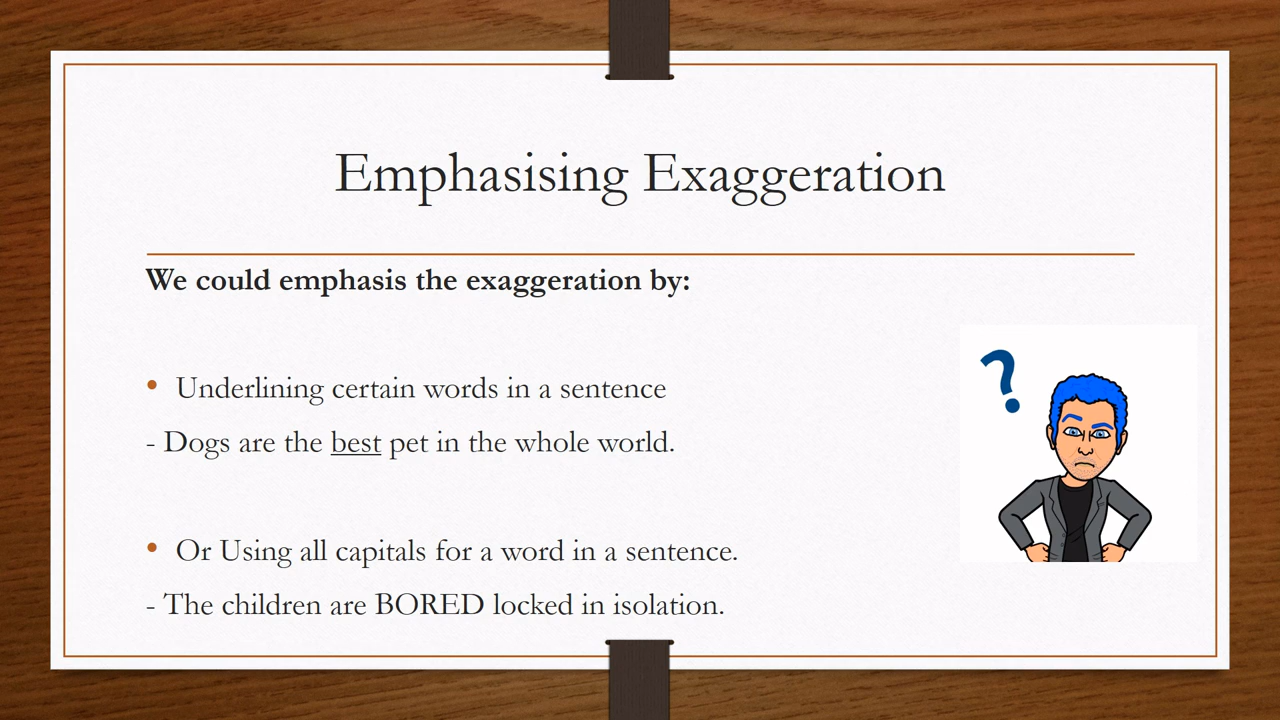 Emphasising Exaggeration
We could emphasis the exaggeration by:
• Underlining certain words in a sentence
- Dogs are the best pet in the whole world.
• Or Using all capitals for a word in a sentence.
- The children are BORED locked in isolation.
?